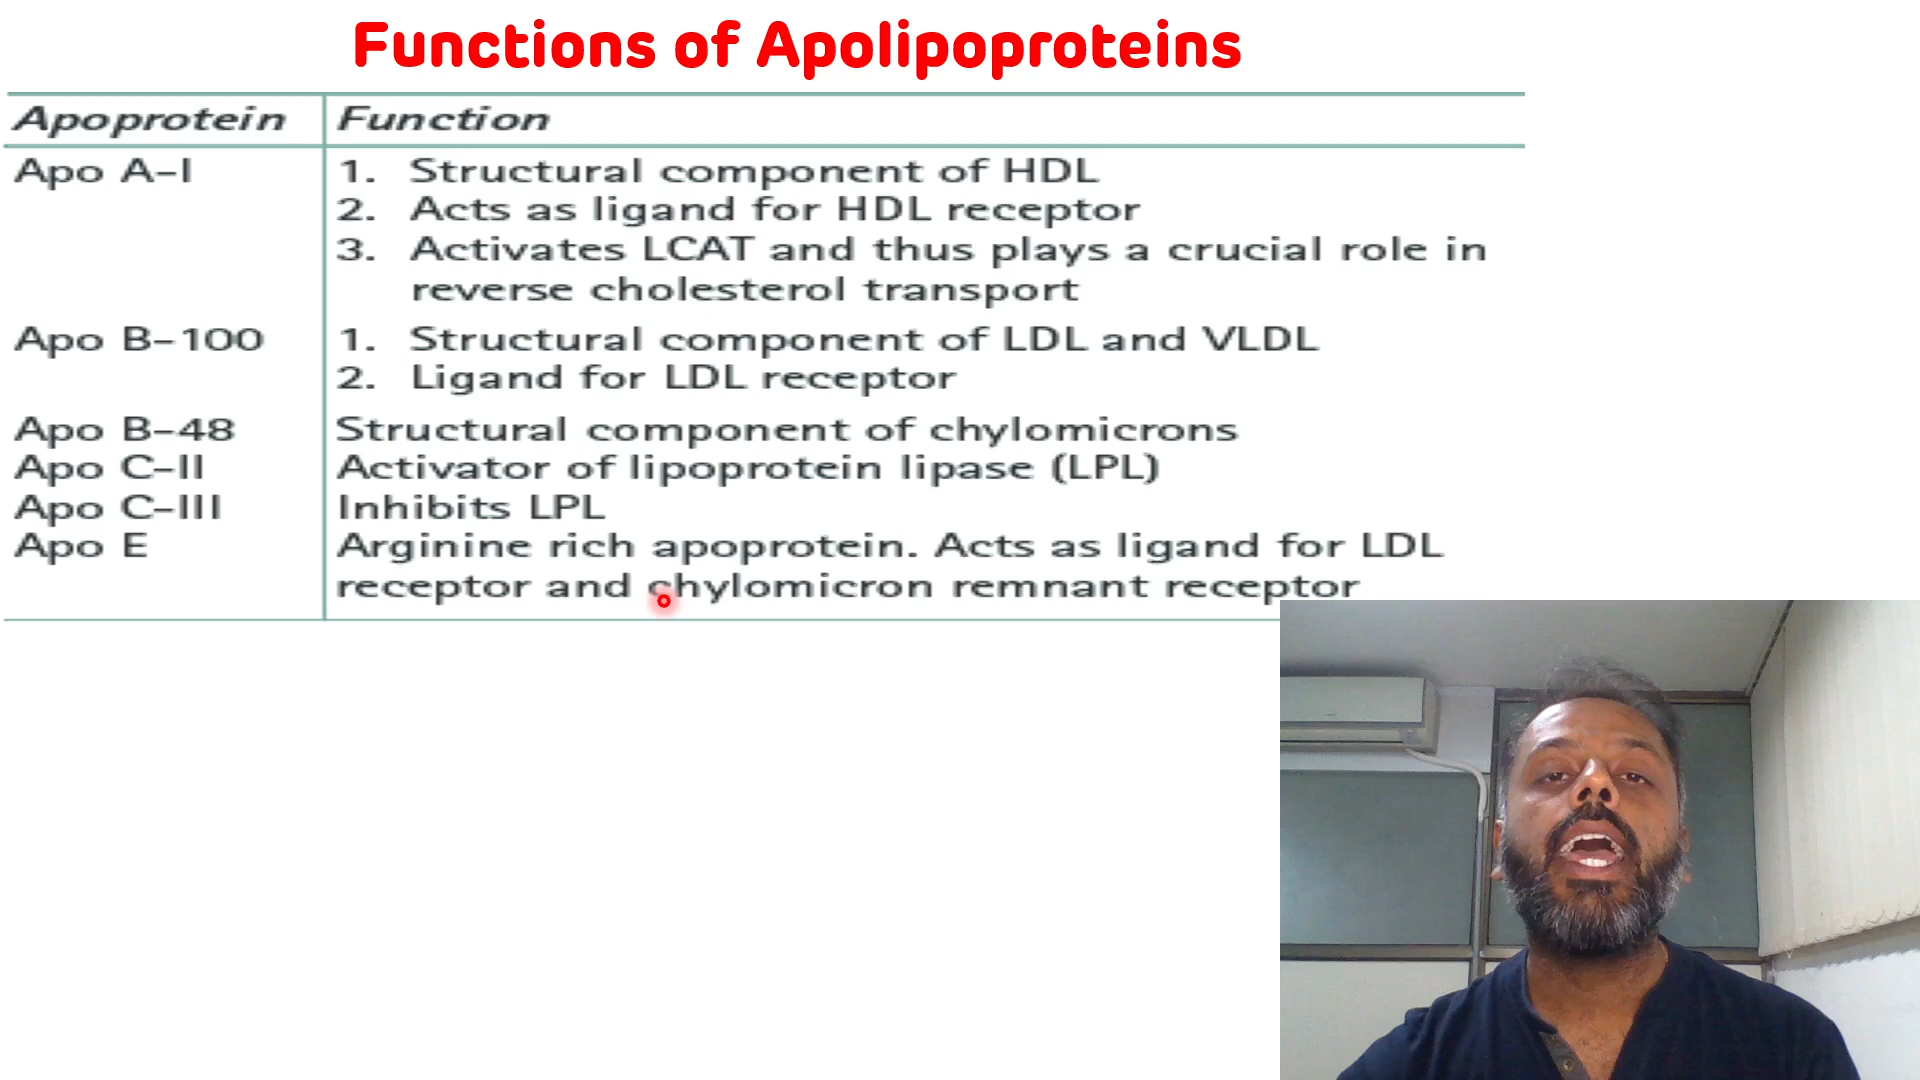 Functions of Apolipoproteins
Apoprotein Function
Apo A-I 1. Structural component of HDL
2. Acts as ligand for HDL receptor
3. Activates LCAT and thus plays a crucial role in
reverse cholesterol transport
Apo B-100 1. Structural component of LDL and VLDL
2. Ligand for LDL receptor
Apo B-48 Structural component of chylomicrons
Apo C-II Activator of lipoprotein lipase (LPL)
Apo C-III Inhibits LPL
Apo E Arginine rich apoprotein. Acts as ligand for LDL
receptor and chylomicron remnant receptor